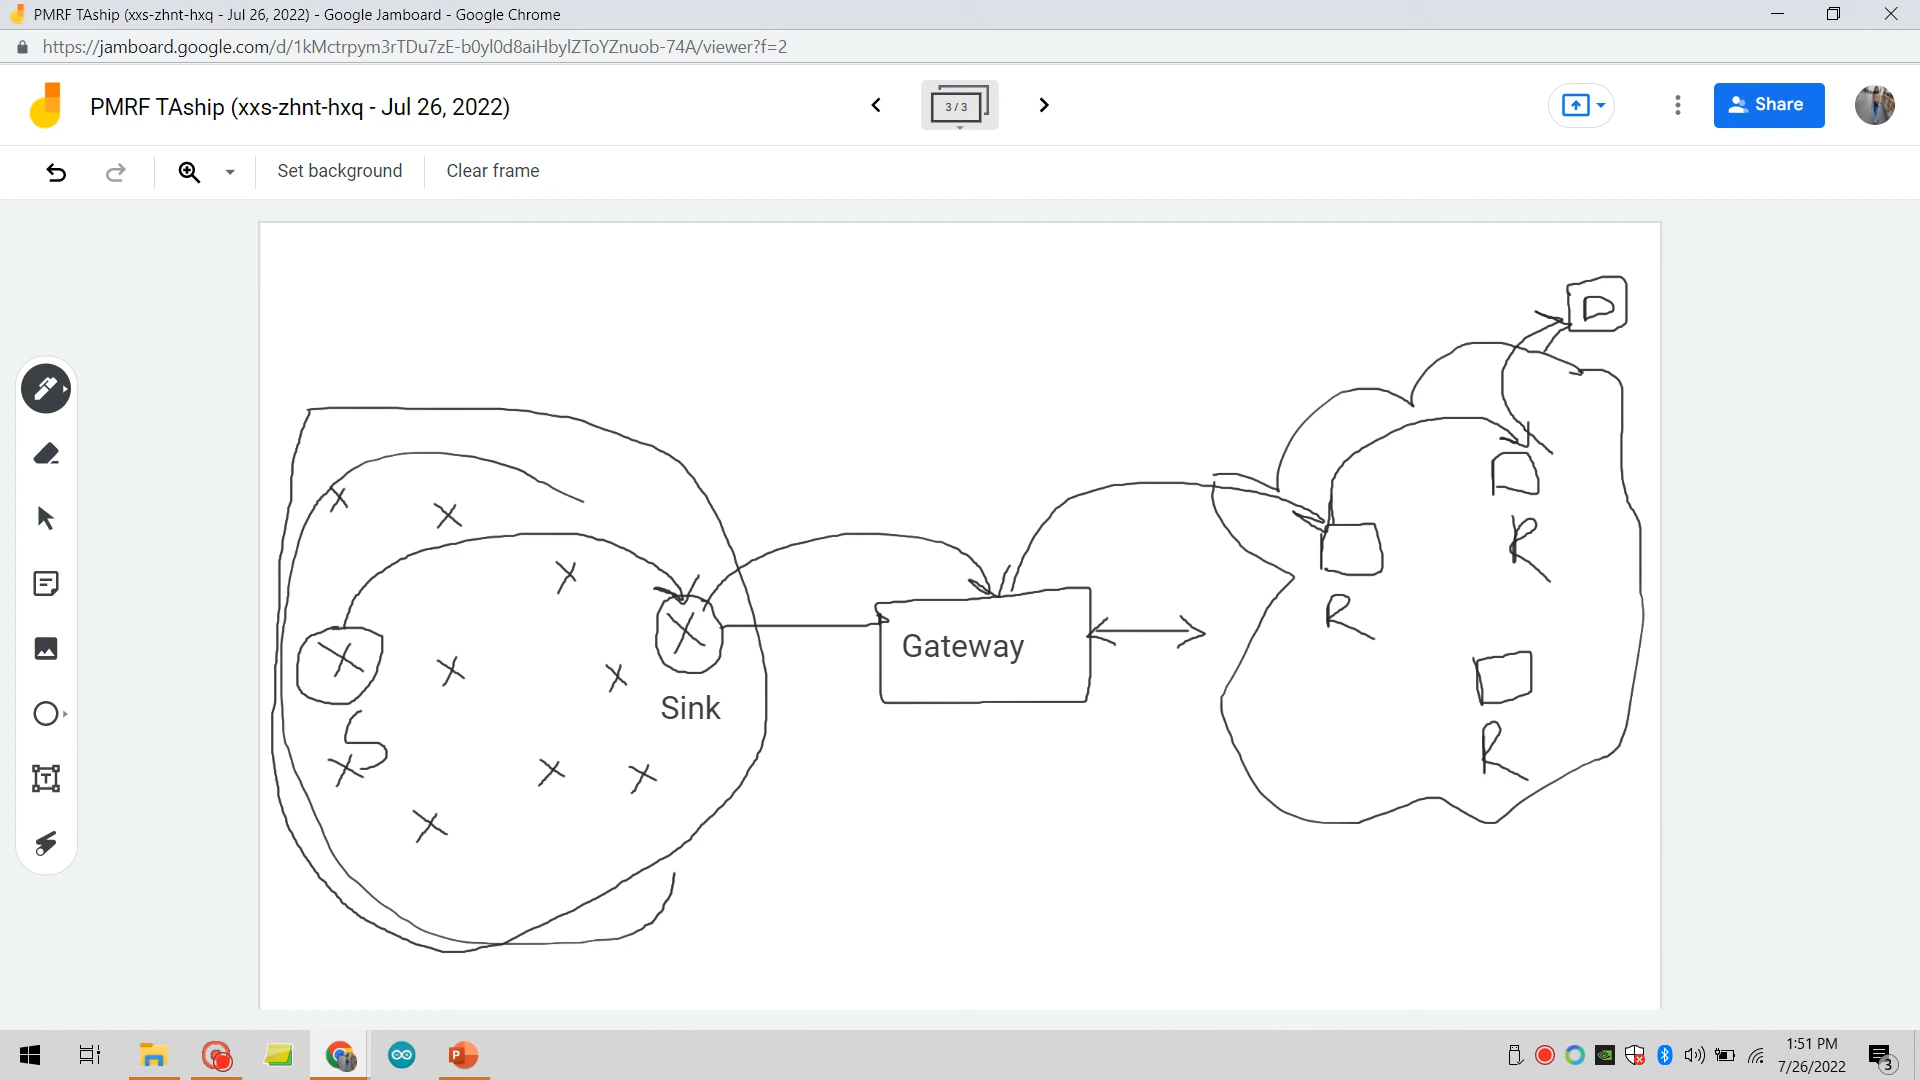 PMRF TAship (xxs-zhnt-hxq - Jul 26, 2022) - Google Jamboard - Google Chrome
https://jamboard.google.com/d/1kMctrpym3rTDu7zE-b0yl0d8aiHbylZToYZnuob-74A/viewer?f=2
PMRF TAship (xxs-zhnt-hxq - Jul 26, 2022)
3 / 3
Share
Set background
Clear frame
D
R
R
Gateway
Sink
S
R
1:51 PM
7/26/2022
3